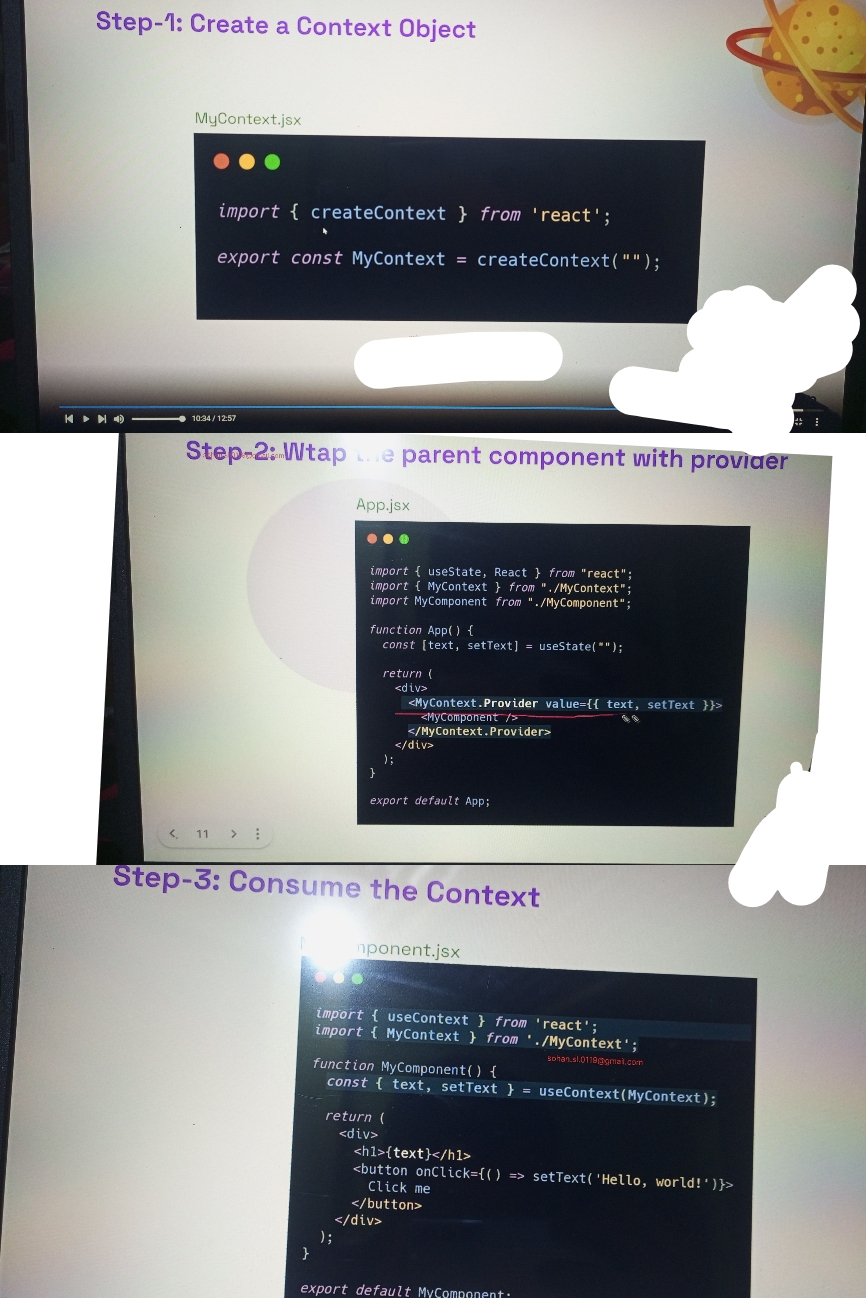 Step-1: Create a Context Object
MyContext.jsx
import { createContext } from 'react';
export const MyContext = createContext("");
10:34 / 12:57
Step-2: Wtap parent component with provider
App.jsx
import { useState, React } from "react";
import { MyContext } from "./MyContext";
import MyComponent from "./MyComponent";
function App() {
const [text, setText] = useState("");
return (
<div>
<MyContext.Provider value={{ text, setText }}>
<MyComponent />
</MyContext.Provider>
</div>
);
}
export default App;
< 11 >
Step-3: Consume the Context
import { useContext } from 'react';
import { MyContext } from './MyContext';
sohan.sl.0119@gmail.com
function MyComponent() {
const { text, setText } = useContext(MyContext);
return (
<div>
<h1>{text}</h1>
<button onClick={() => setText('Hello, world!')}>
Click me
</button>
</div>
);
}
export default MyComponent;